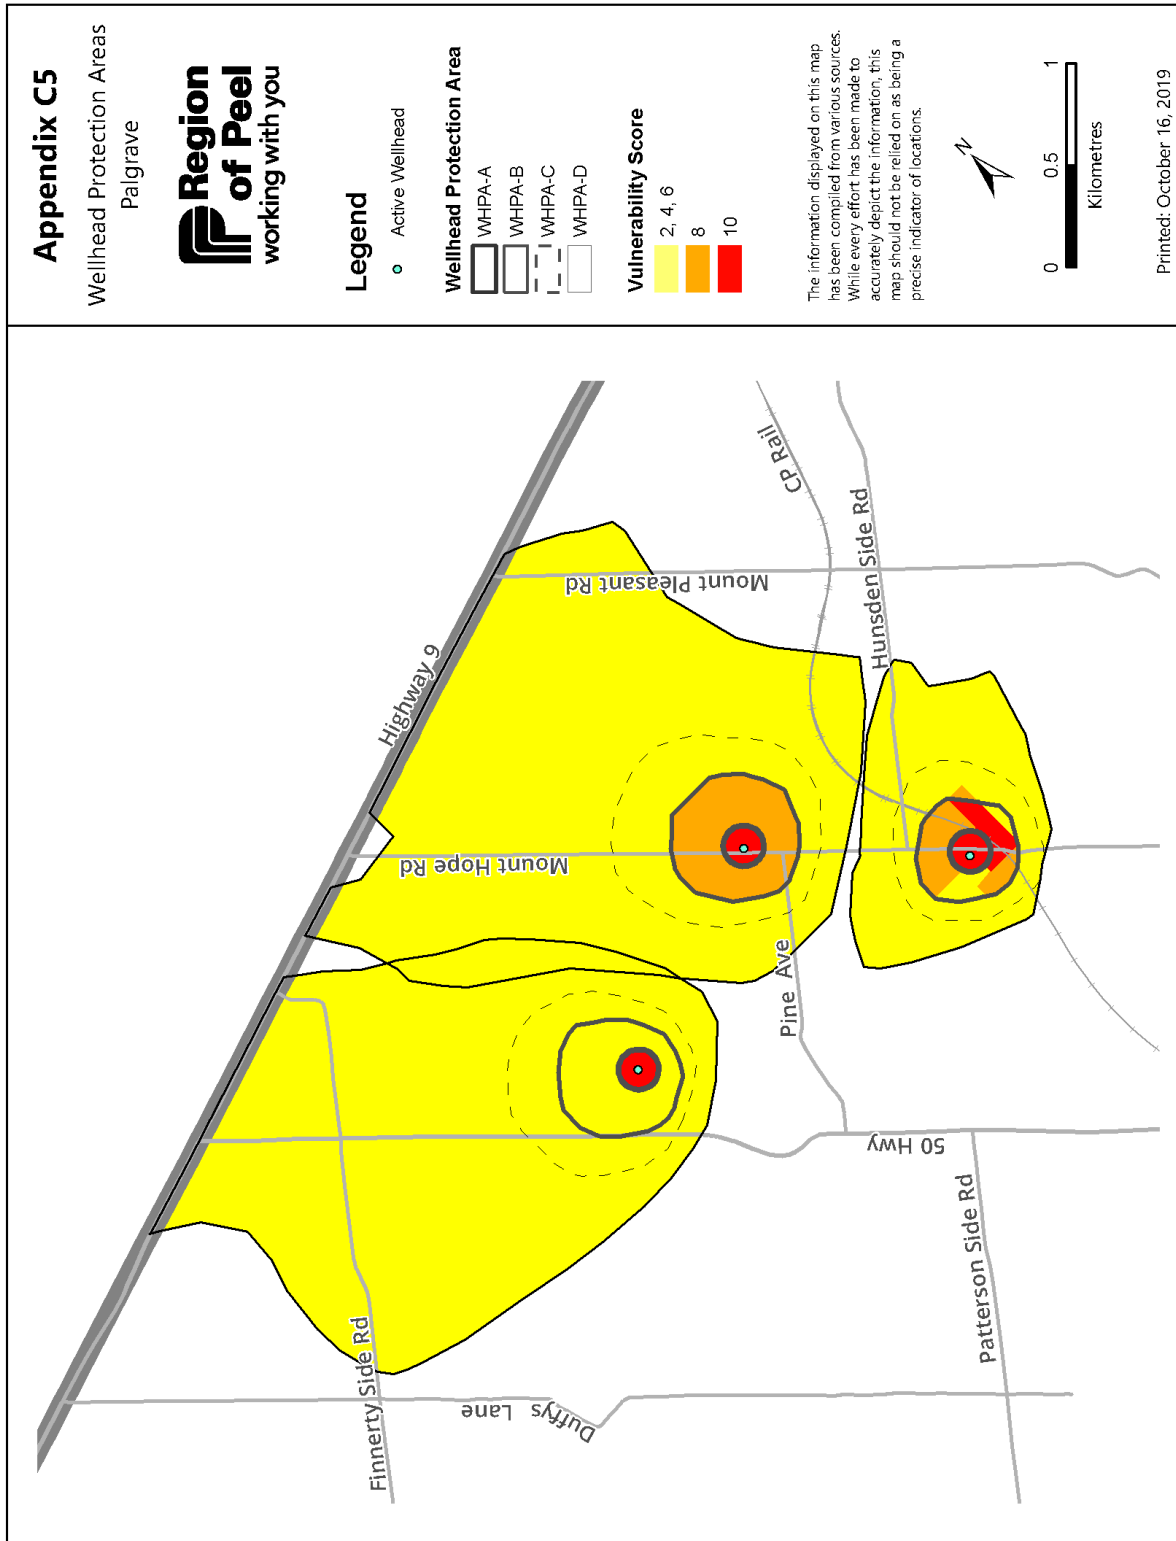 Appendix C5
Wellhead Protection Areas
Palgrave
Region
of Peel
working with you
Legend
Active Wellhead
Wellhead Protection Area
WHPA-A
WHPA-B
WHPA-C
WHPA-D
Vulnerability Score
2, 4, 6
8
10
The information displayed on this map
has been compiled from various sources.
While every effort has been made to
accurately depict the information, this
map should not be relied on as being a
precise indicator of locations.
N
0 0.5 1
Kilometres
Printed: October 16, 2019
Highway 9
CP Rail
Mount Pleasant Rd
Hunsden Side Rd
Mount Hope Rd
Pine Ave
50 Hwy
Patterson Side Rd
Finnerty Side Rd
Duffys Lane